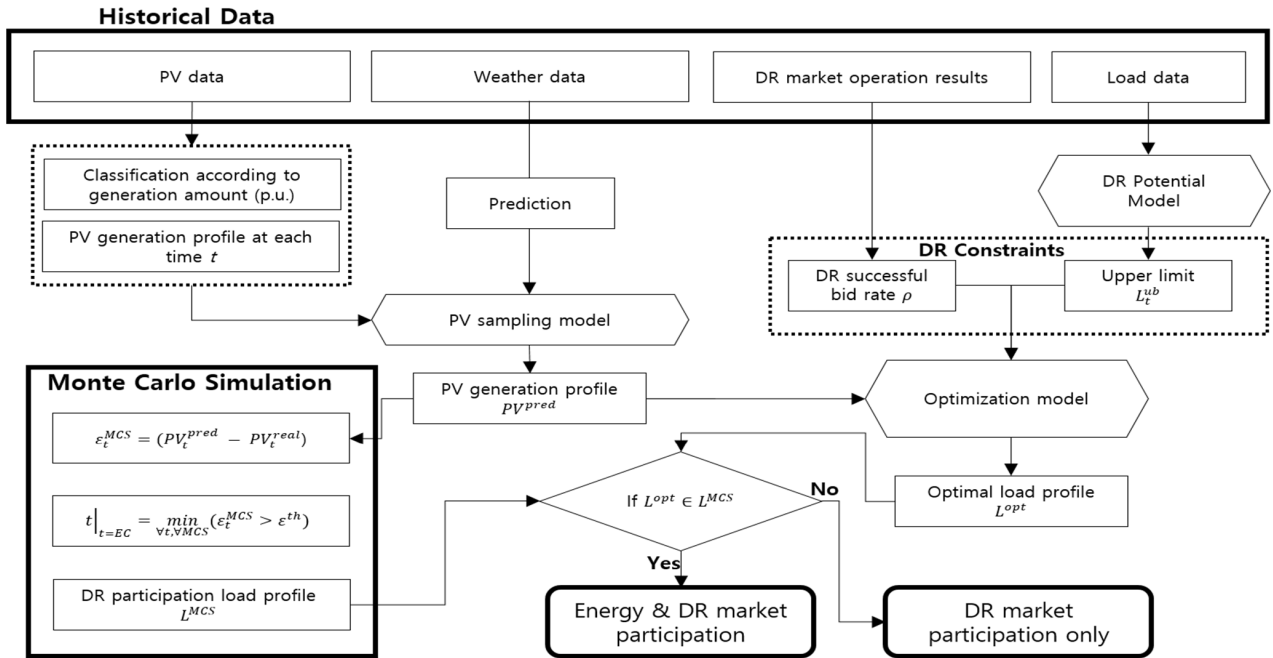 Historical Data
PV data
Weather data
DR market operation results
Load data
Classification according to
generation amount (p.u.)
PV generation profile at each
time t
Prediction
DR Potential
Model
DR Constraints
DR successful
bid rate ρ
Upper limit
L_t^{ub}
PV sampling model
Monte Carlo Simulation
PV generation profile
PV^{pred}
Optimization model
ε_t^{MCS} = (PV_t^{pred} − PV_t^{real})
t|_{t=EC} = min_{∀t,∀MCS}(ε_t^{MCS} > ε^{th})
DR participation load profile
L^{MCS}
If L^{opt} ∈ L^{MCS}
No
Yes
Optimal load profile
L^{opt}
Energy & DR market
participation
DR market
participation only